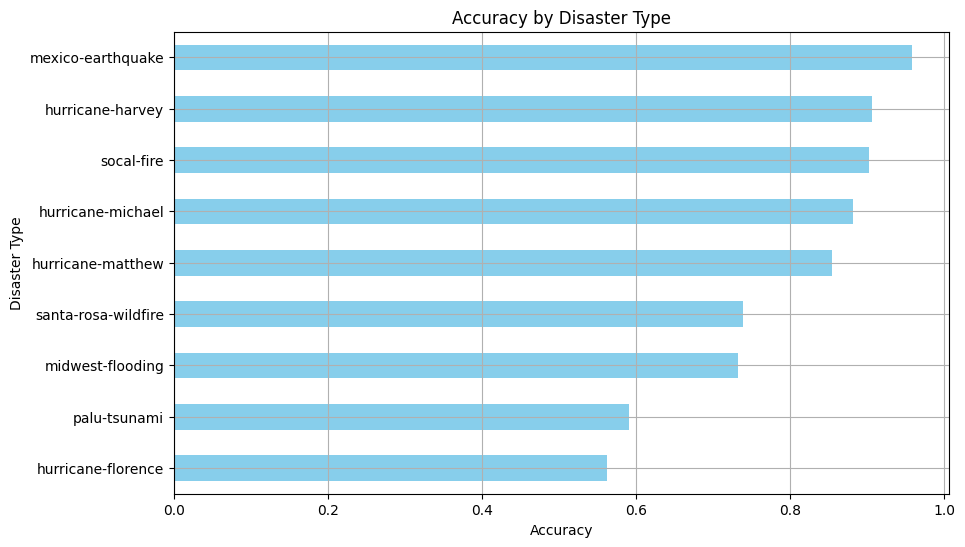 Accuracy by Disaster Type
mexico-earthquake
hurricane-harvey
socal-fire
hurricane-michael
hurricane-matthew
santa-rosa-wildfire
midwest-flooding
palu-tsunami
hurricane-florence
Disaster Type
0.0 0.2 0.4 0.6 0.8 1.0
Accuracy